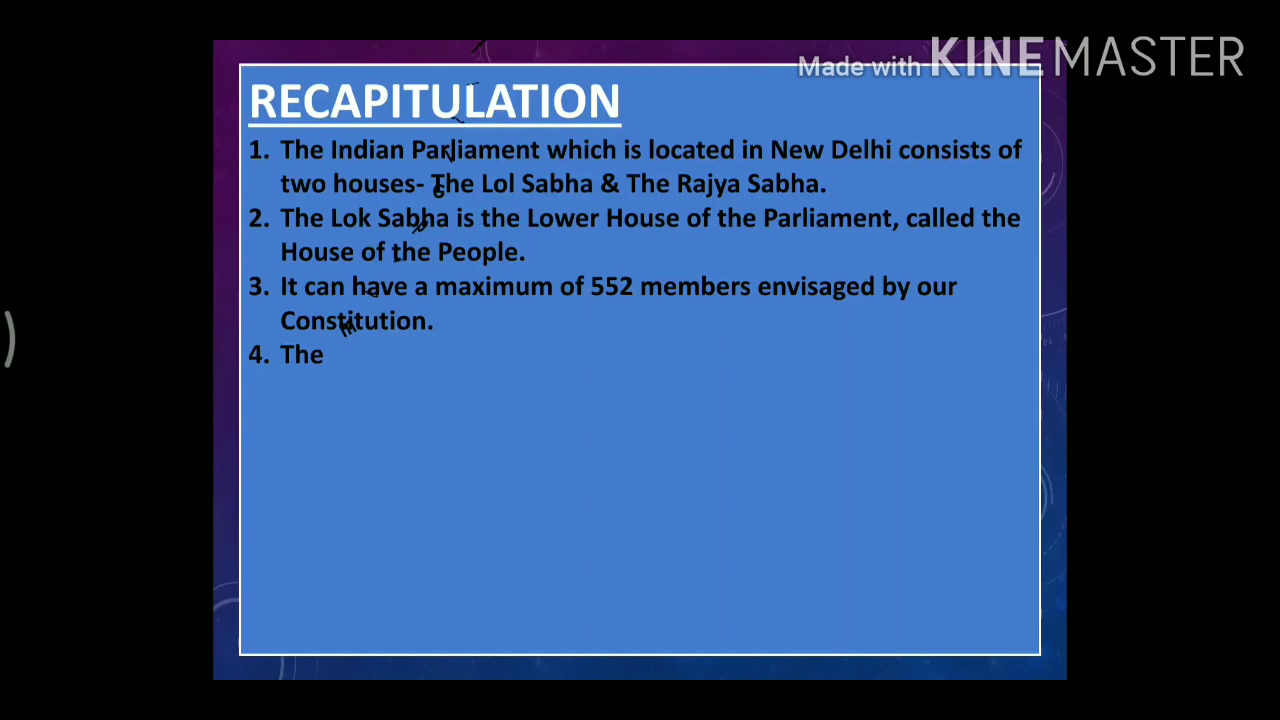 Made with KINEMASTER
RECAPITULATION
1. The Indian Parliament which is located in New Delhi consists of
two houses- The Lol Sabha & The Rajya Sabha.
2. The Lok Sabha is the Lower House of the Parliament, called the
House of the People.
3. It can have a maximum of 552 members envisaged by our
Constitution.
4. The